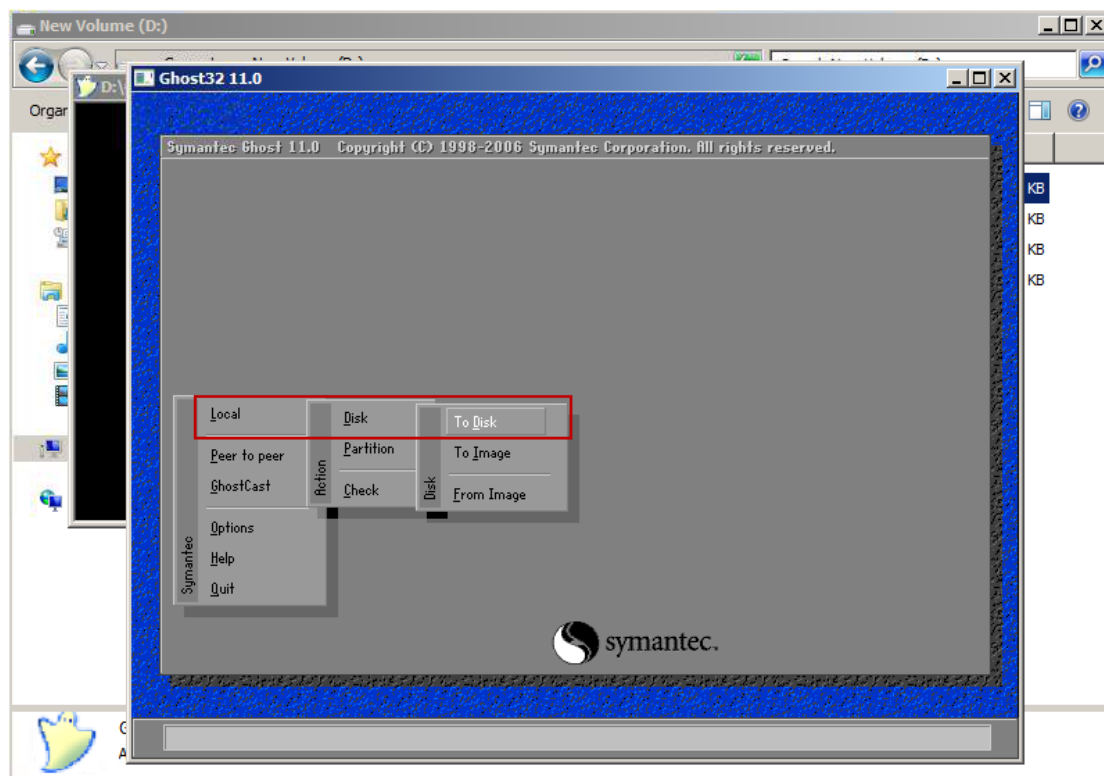 New Volume (D:)
D:\
Ghost32 11.0
Organ
Symantec Ghost 11.0 Copyright (C) 1998-2006 Symantec Corporation. All rights reserved.
KB
KB
KB
KB
Local
Disk
To Disk
Peer to peer
Partition
To Image
GhostCast
Action
Check
Disk
From Image
Options
Help
Symantec
Quit
symantec.
G
A